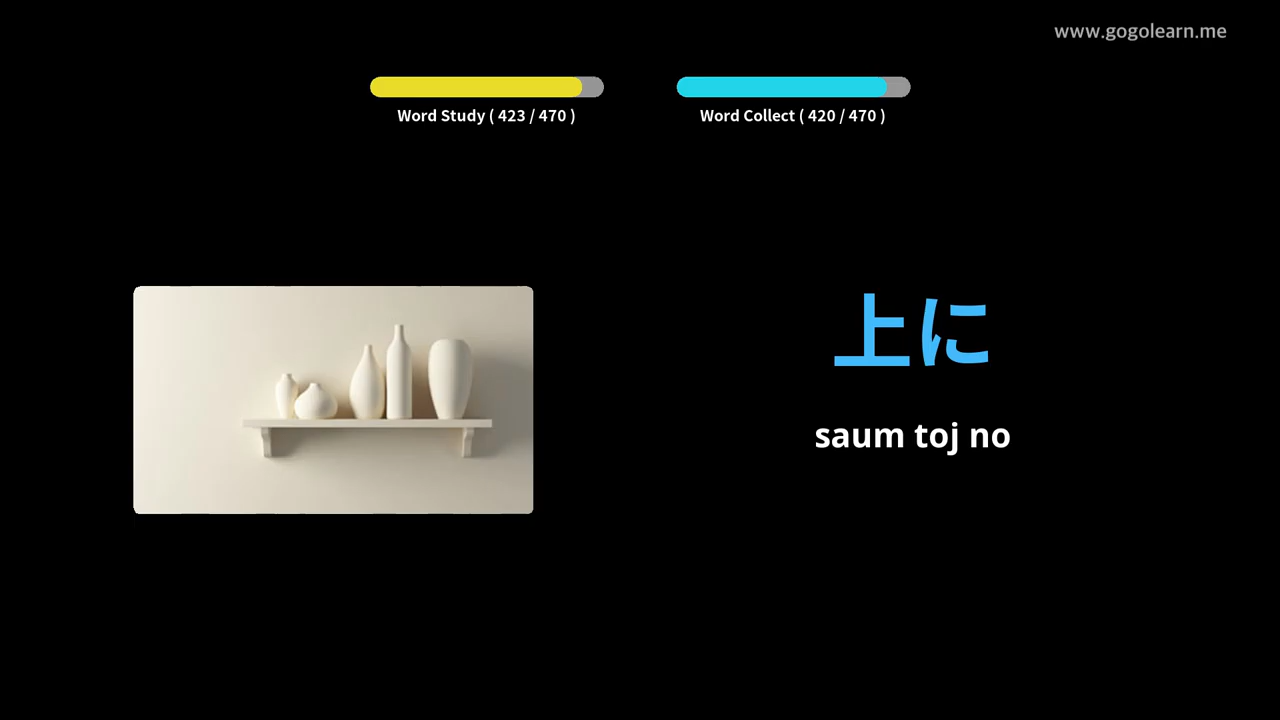 www.gogolearn.me
Word Study ( 423 / 470 )
Word Collect ( 420 / 470 )
上に
saum toj no